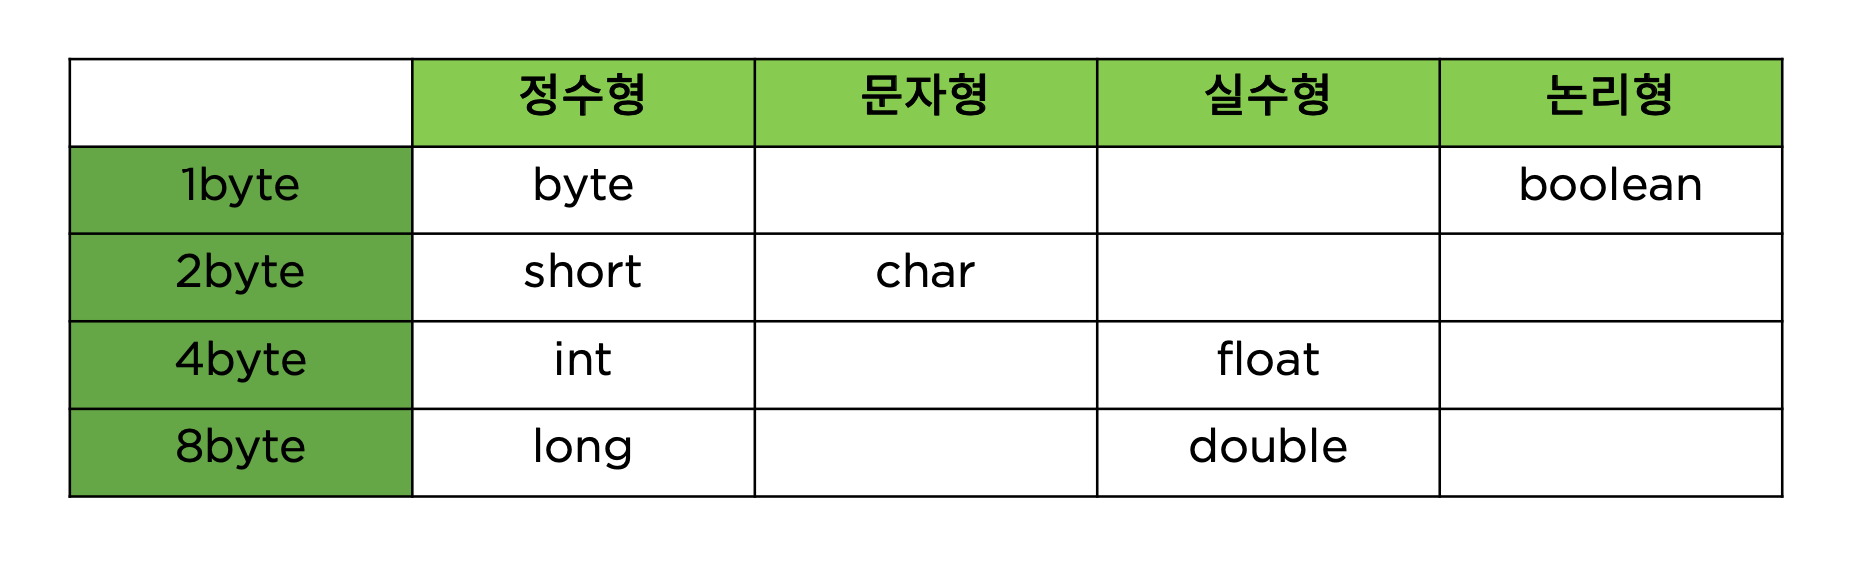 정수형 문자형 실수형 논리형
1byte byte boolean
2byte short char
4byte int float
8byte long double